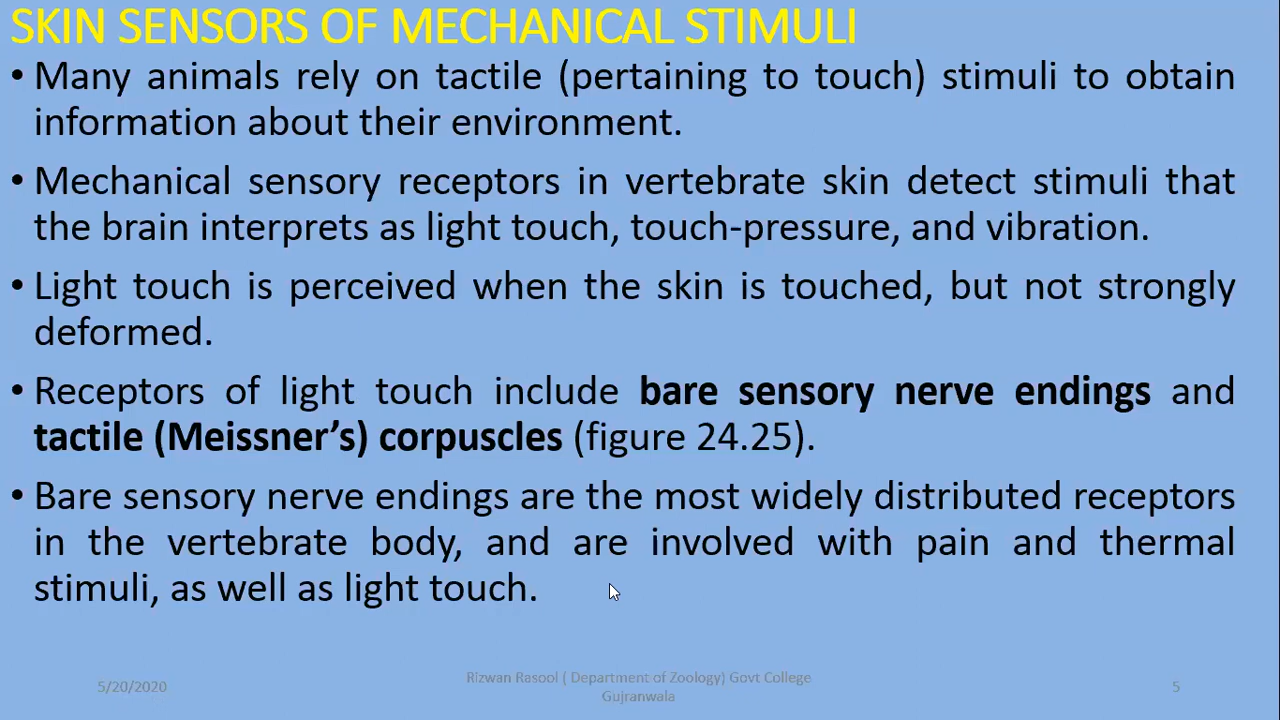 SKIN SENSORS OF MECHANICAL STIMULI
• Many animals rely on tactile (pertaining to touch) stimuli to obtain
information about their environment.
• Mechanical sensory receptors in vertebrate skin detect stimuli that
the brain interprets as light touch, touch-pressure, and vibration.
• Light touch is perceived when the skin is touched, but not strongly
deformed.
• Receptors of light touch include bare sensory nerve endings and
tactile (Meissner’s) corpuscles (figure 24.25).
• Bare sensory nerve endings are the most widely distributed receptors
in the vertebrate body, and are involved with pain and thermal
stimuli, as well as light touch.
5/20/2020
Rizwan Rasool ( Department of Zoology) Govt College
Gujranwala
5